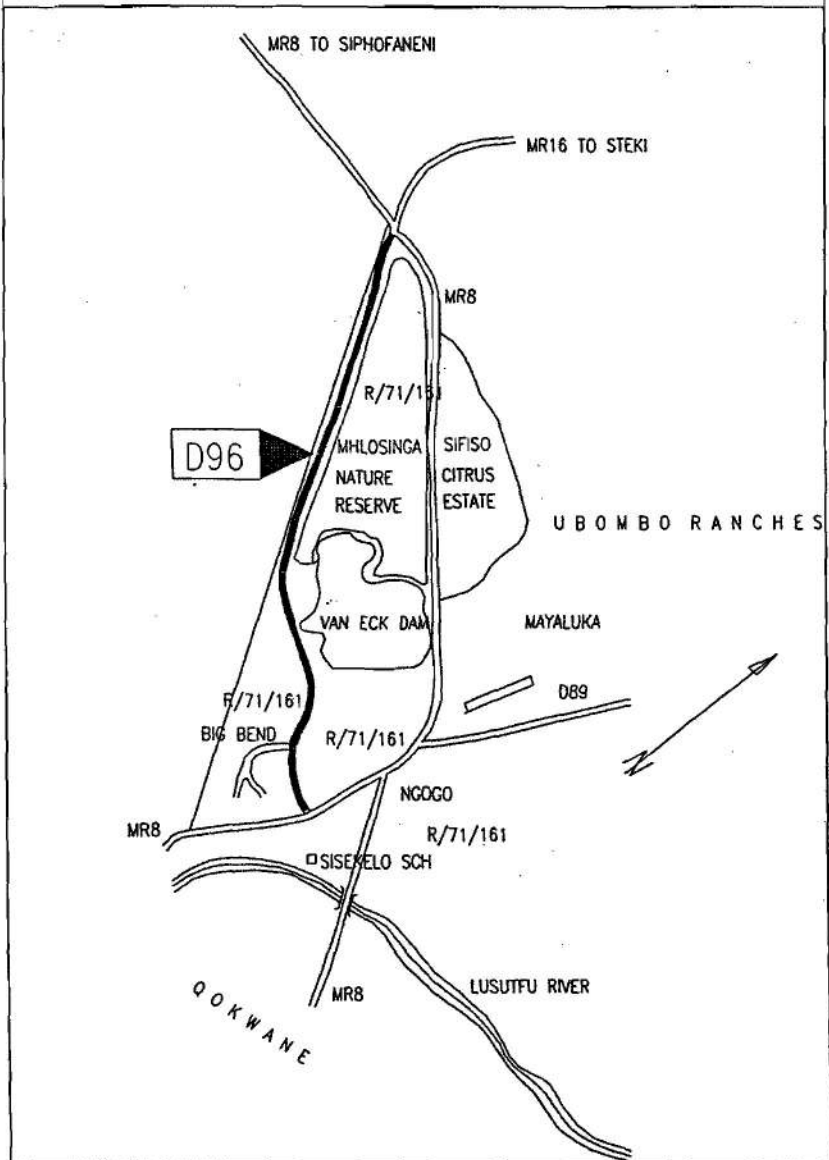 MR8 TO SIPHOFANENI
MR16 TO STEKI
MR8
R/71/161
D96
MHLOSINGA
NATURE
RESERVE
SIFISO
CITRUS
ESTATE
UBOMBO RANCHES
VAN ECK DAM
MAYALUKA
D89
R/71/161
BIG BEND
R/71/161
N
NGOGO
MR8
R/71/161
SISEKELO SCH
MR8
LUSUTFU RIVER
QOKWANE